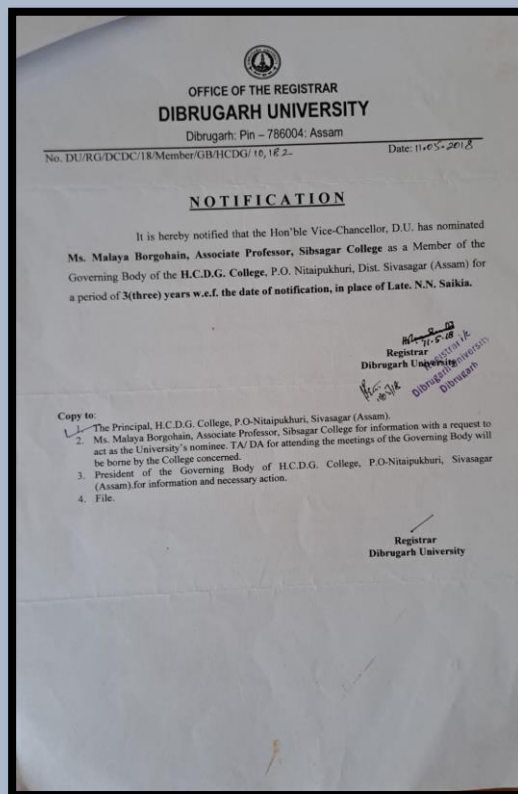 OFFICE OF THE REGISTRAR
DIBRUGARH UNIVERSITY
Dibrugarh: Pin – 786004: Assam
No. DU/RG/DCDC/18/Member/GB/HCDG/10,182 Date: 11.05.2018
NOTIFICATION
It is hereby notified that the Hon'ble Vice-Chancellor, D.U. has nominated
Ms. Malaya Borgohain, Associate Professor, Sibsagar College as a Member of the
Governing Body of the H.C.D.G. College, P.O. Nitaipukhuri, Dist. Sivasagar (Assam) for
a period of 3(three) years w.e.f. the date of notification, in place of Late. N.N. Saikia.
11-5-18
Registrar
Dibrugarh University
Registrar i/c
Dibrugarh University
Dibrugarh
Copy to:
1. The Principal, H.C.D.G. College, P.O-Nitaipukhuri, Sivasagar (Assam).
2. Ms. Malaya Borgohain, Associate Professor, Sibsagar College for information with a request to
act as the University's nominee. TA/ DA for attending the meetings of the Governing Body will
be borne by the College concerned.
3. President of the Governing Body of H.C.D.G. College, P.O-Nitaipukhuri, Sivasagar
(Assam).for information and necessary action.
4. File.
Registrar
Dibrugarh University